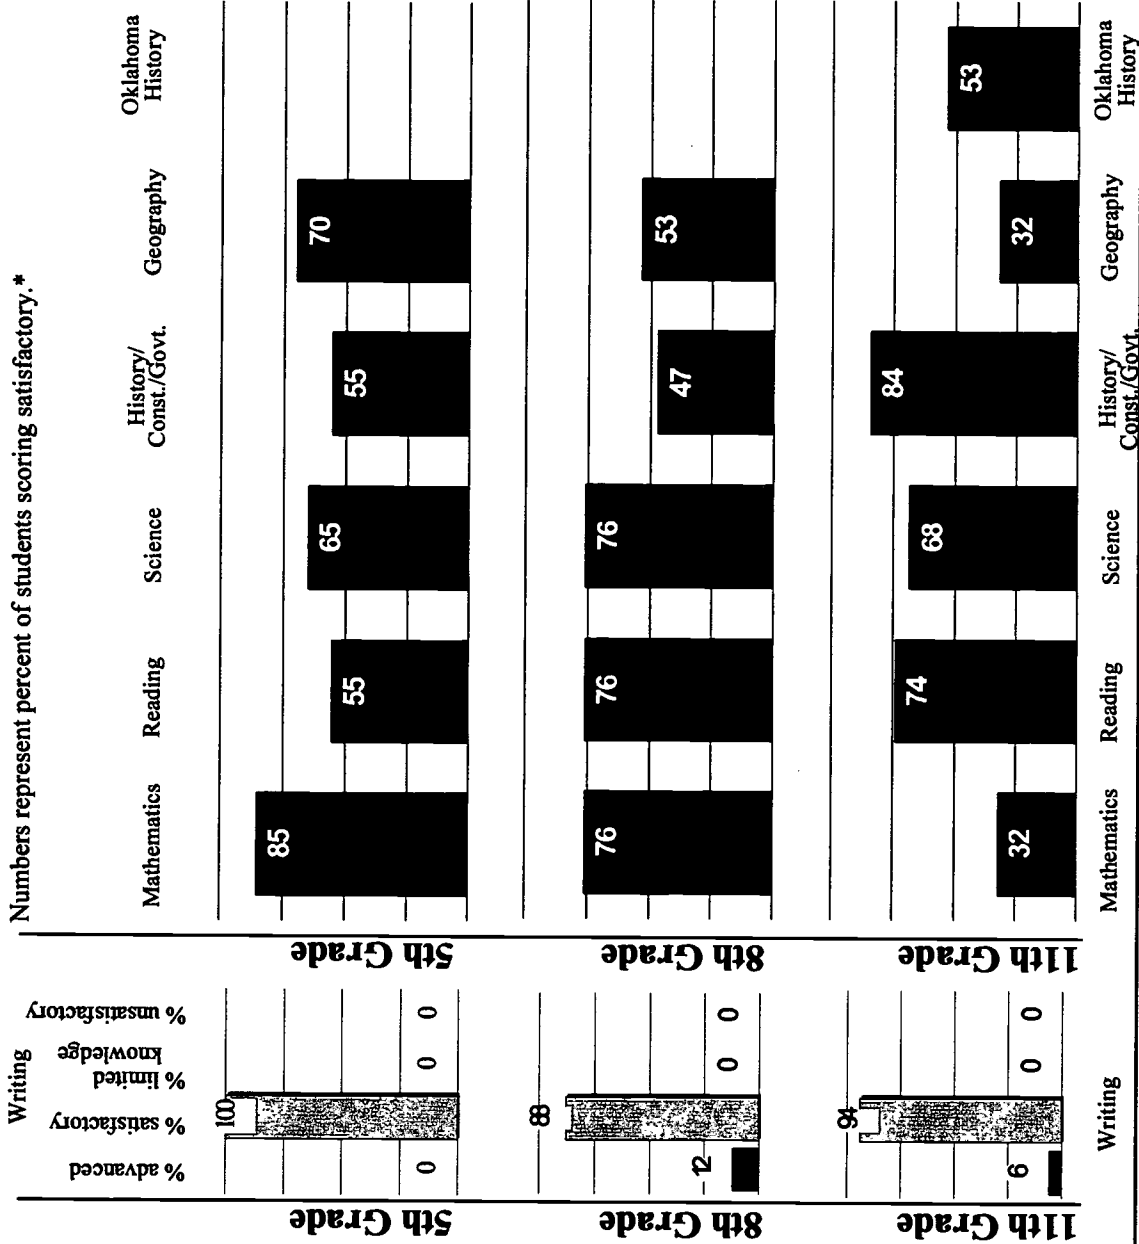 Numbers represent percent of students scoring satisfactory.*
Writing
% advanced
% satisfactory
% limited
knowledge
% unsatisfactory
Mathematics
Reading
Science
History/
Const./Govt.
Geography
Oklahoma
History
5th Grade
0
100
0
0
5th Grade
85
55
65
55
70
8th Grade
12
88
0
0
8th Grade
76
76
76
47
53
11th Grade
6
94
0
0
11th Grade
32
74
68
84
32
53
Writing
Mathematics
Reading
Science
History/
Const./Govt.
Geography
Oklahoma
History